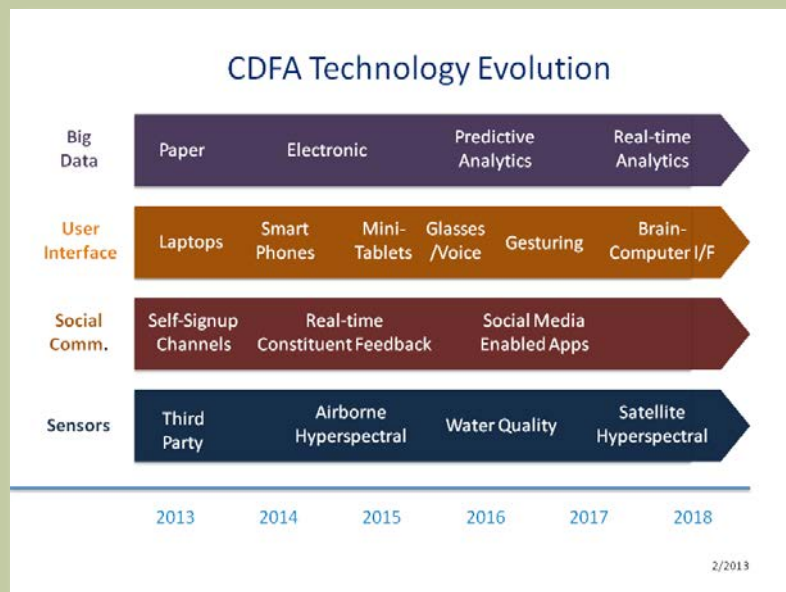 CDFA Technology Evolution
Big
Data
Paper
Electronic
Predictive
Analytics
Real-time
Analytics
User
Interface
Laptops
Smart
Phones
Mini-
Tablets
Glasses
/Voice
Gesturing
Brain-
Computer I/F
Social
Comm.
Self-Signup
Channels
Real-time
Constituent Feedback
Social Media
Enabled Apps
Sensors
Third
Party
Airborne
Hyperspectral
Water Quality
Satellite
Hyperspectral
2013 2014 2015 2016 2017 2018
2/2013